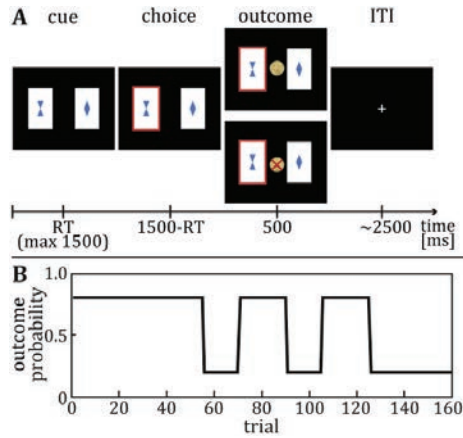 A cue choice outcome ITI
RT 1500-RT 500 ~2500 time
(max 1500) [ms]
B
outcome
probability
1.0
0.5
0
0 20 40 60 80 100 120 140 160
trial